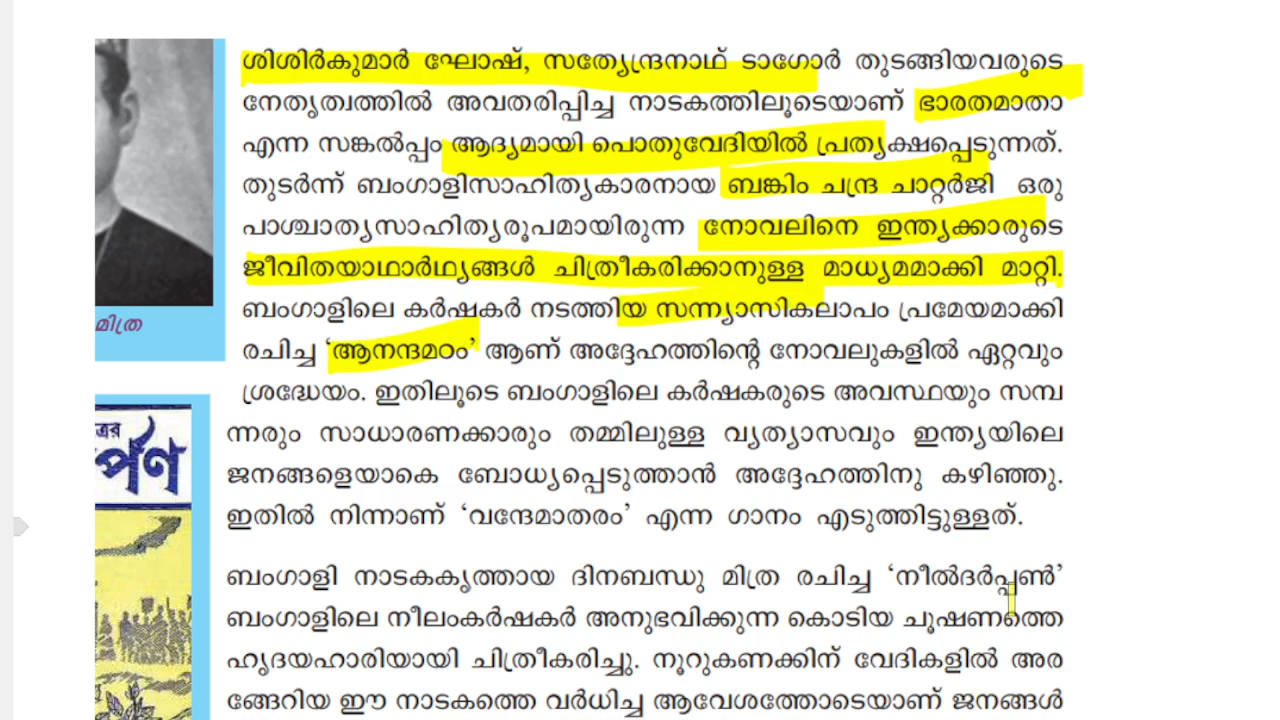 ശിശിർകുമാർ ഘോഷ്, സത്യേന്ദ്രനാഥ് ടാഗോർ തുടങ്ങിയവരുടെ
നേതൃത്വത്തിൽ അവതരിപ്പിച്ച നാടകത്തിലൂടെയാണ് ഭാരതമാതാ
എന്ന സങ്കൽപ്പം ആദ്യമായി പൊതുവേദിയിൽ പ്രത്യക്ഷപ്പെടുന്നത്.
തുടർന്ന് ബംഗാളിസാഹിത്യകാരനായ ബങ്കിം ചന്ദ്ര ചാറ്റർജി ഒരു
പാശ്ചാത്യസാഹിത്യരൂപമായിരുന്ന നോവലിനെ ഇന്ത്യക്കാരുടെ
ജീവിതയാഥാർഥ്യങ്ങൾ ചിത്രീകരിക്കാനുള്ള മാധ്യമമാക്കി മാറ്റി.
ബംഗാളിലെ കർഷകർ നടത്തിയ സന്ന്യാസികലാപം പ്രമേയമാക്കി
രചിച്ച ‘ആനന്ദമഠം’ ആണ് അദ്ദേഹത്തിന്റെ നോവലുകളിൽ ഏറ്റവും
ശ്രദ്ധേയം. ഇതിലൂടെ ബംഗാളിലെ കർഷകരുടെ അവസ്ഥയും സമ്പ
ന്നരും സാധാരണക്കാരും തമ്മിലുള്ള വ്യത്യാസവും ഇന്ത്യയിലെ
ജനങ്ങളെയാകെ ബോധ്യപ്പെടുത്താൻ അദ്ദേഹത്തിനു കഴിഞ്ഞു.
ഇതിൽ നിന്നാണ് ‘വന്ദേമാതരം’ എന്ന ഗാനം എടുത്തിട്ടുള്ളത്.
ബംഗാളി നാടകകൃത്തായ ദിനബന്ധു മിത്ര രചിച്ച ‘നീൽദർപ്പൺ’
ബംഗാളിലെ നീലംകർഷകർ അനുഭവിക്കുന്ന കൊടിയ ചൂഷണത്തെ
ഹൃദയഹാരിയായി ചിത്രീകരിച്ചു. നൂറുകണക്കിന് വേദികളിൽ അര
ങ്ങേറിയ ഈ നാടകത്തെ വർധിച്ച ആവേശത്തോടെയാണ് ജനങ്ങൾ
മിത്ര